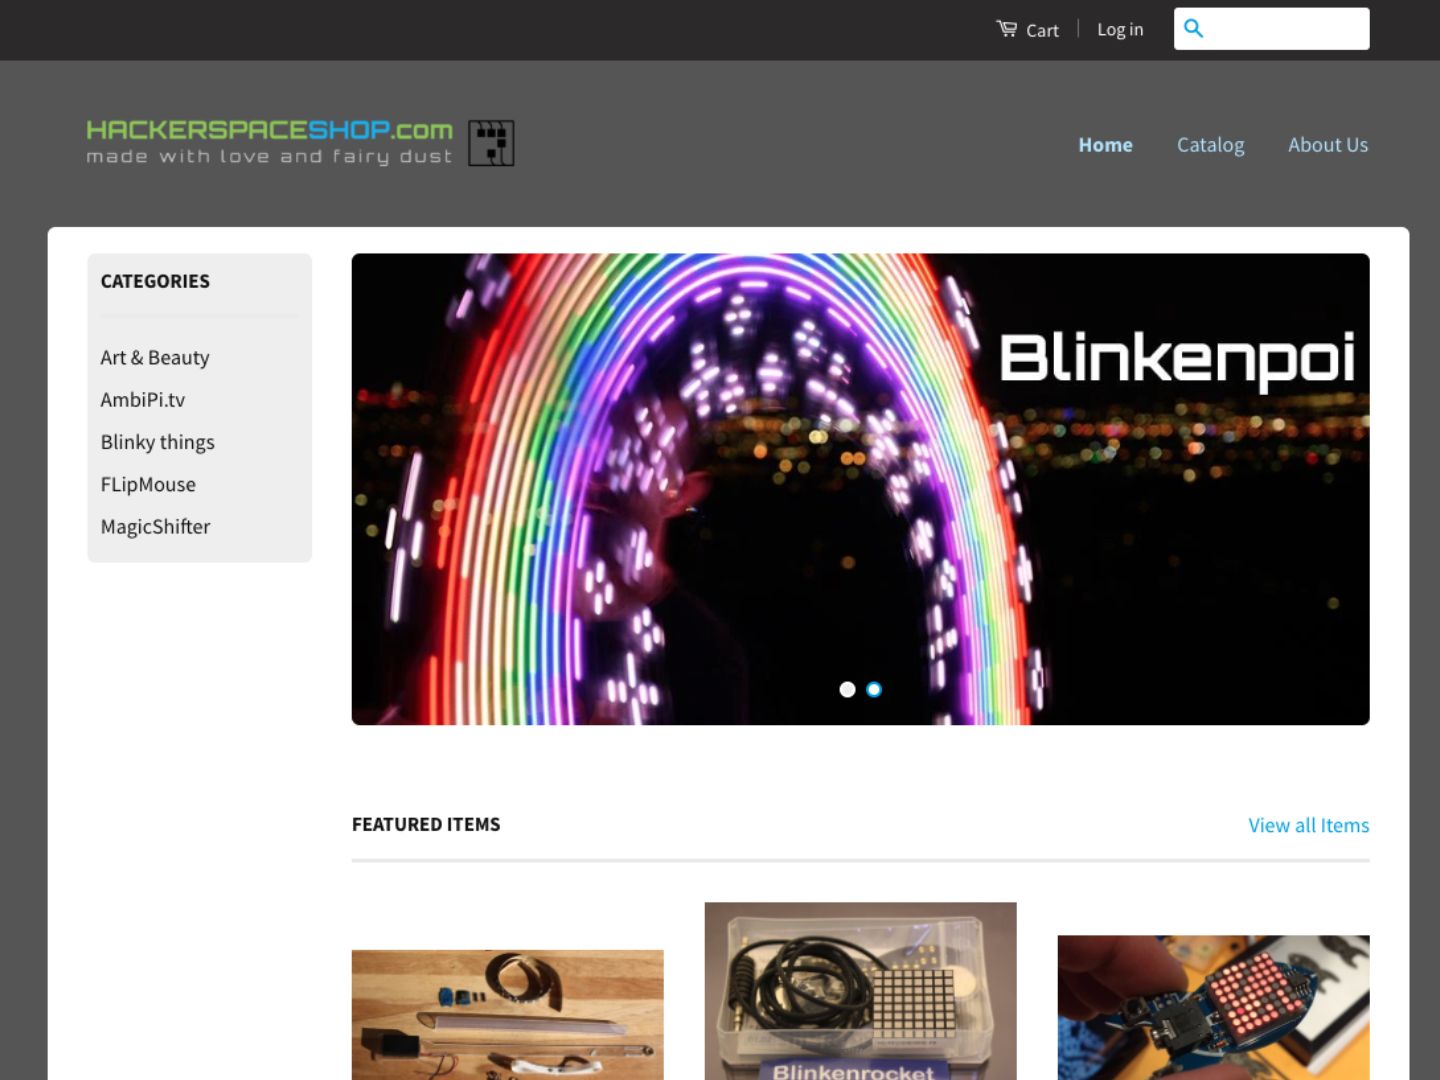 Cart
Log in
HACKERSPACESHOP.com
made with love and fairy dust
Home
Catalog
About Us
CATEGORIES
Art & Beauty
AmbiPi.tv
Blinky things
FLipMouse
MagicShifter
Blinkenpoi
FEATURED ITEMS
View all Items
Blinkenrocket